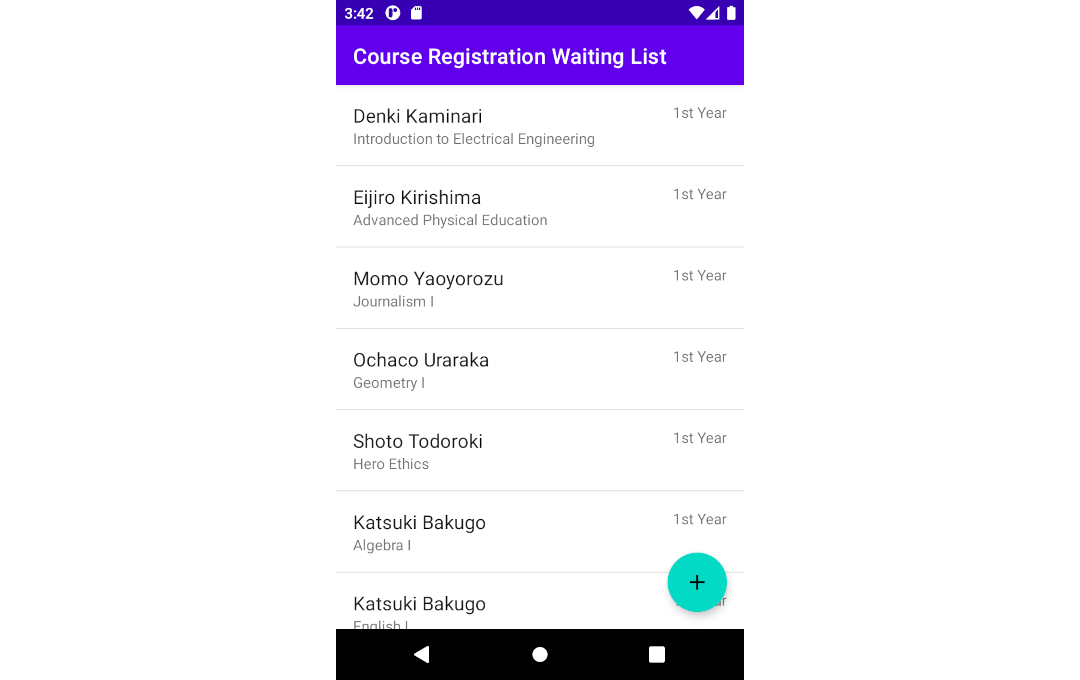 3:42
Course Registration Waiting List
Denki Kaminari
1st Year
Introduction to Electrical Engineering
Eijiro Kirishima
1st Year
Advanced Physical Education
Momo Yaoyorozu
1st Year
Journalism I
Ochaco Uraraka
1st Year
Geometry I
Shoto Todoroki
1st Year
Hero Ethics
Katsuki Bakugo
1st Year
Algebra I
Katsuki Bakugo
English I